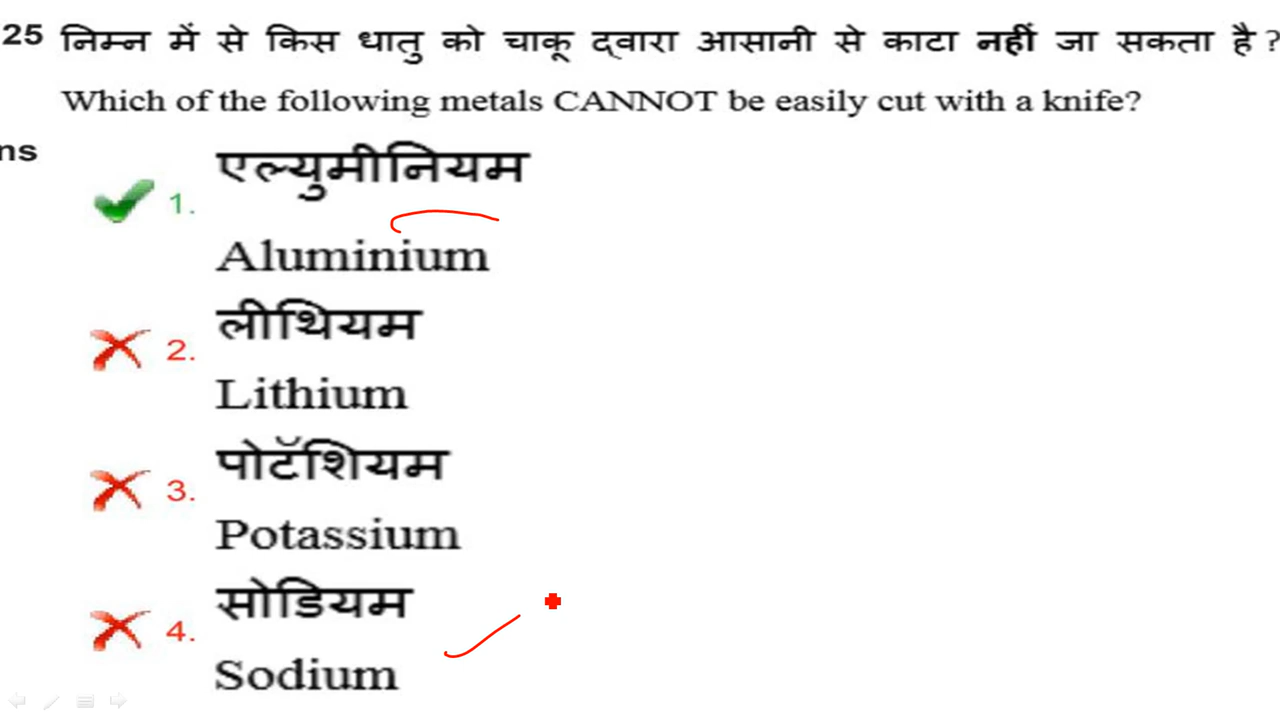 25 निम्न में से किस धातु को चाकू द्वारा आसानी से काटा नहीं जा सकता है ?
Which of the following metals CANNOT be easily cut with a knife?
ns
1. एल्युमीनियम
Aluminium
2. लीथियम
Lithium
3. पोटॅशियम
Potassium
4. सोडियम
Sodium